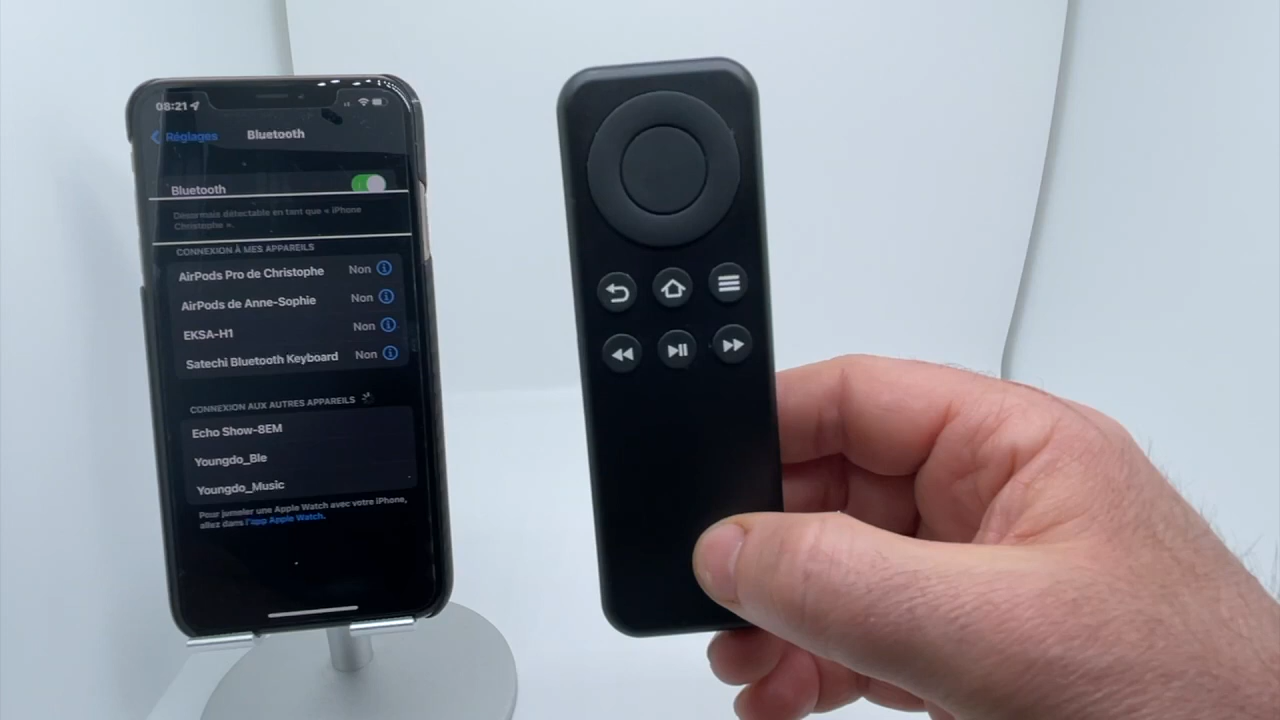 08:21
Réglages Bluetooth
Bluetooth
Désormais détectable en tant que « iPhone
Christophe ».
CONNEXION À MES APPAREILS
AirPods Pro de Christophe Non
AirPods de Anne-Sophie Non
EKSA-H1 Non
Satechi Bluetooth Keyboard Non
CONNEXION AUX AUTRES APPAREILS
Echo Show-8EM
Youngdo_Ble
Youngdo_Music
Pour jumeler une Apple Watch avec votre iPhone,
allez dans l'app Apple Watch.